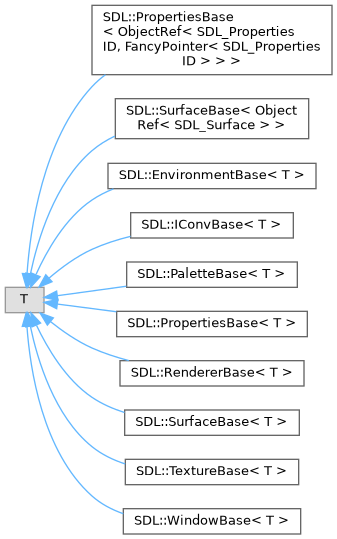 SDL::PropertiesBase
< ObjectRef< SDL_Properties
ID, FancyPointer< SDL_Properties
ID > > >
SDL::SurfaceBase< Object
Ref< SDL_Surface > >
SDL::EnvironmentBase< T >
SDL::IConvBase< T >
SDL::PaletteBase< T >
T
SDL::PropertiesBase< T >
SDL::RendererBase< T >
SDL::SurfaceBase< T >
SDL::TextureBase< T >
SDL::WindowBase< T >